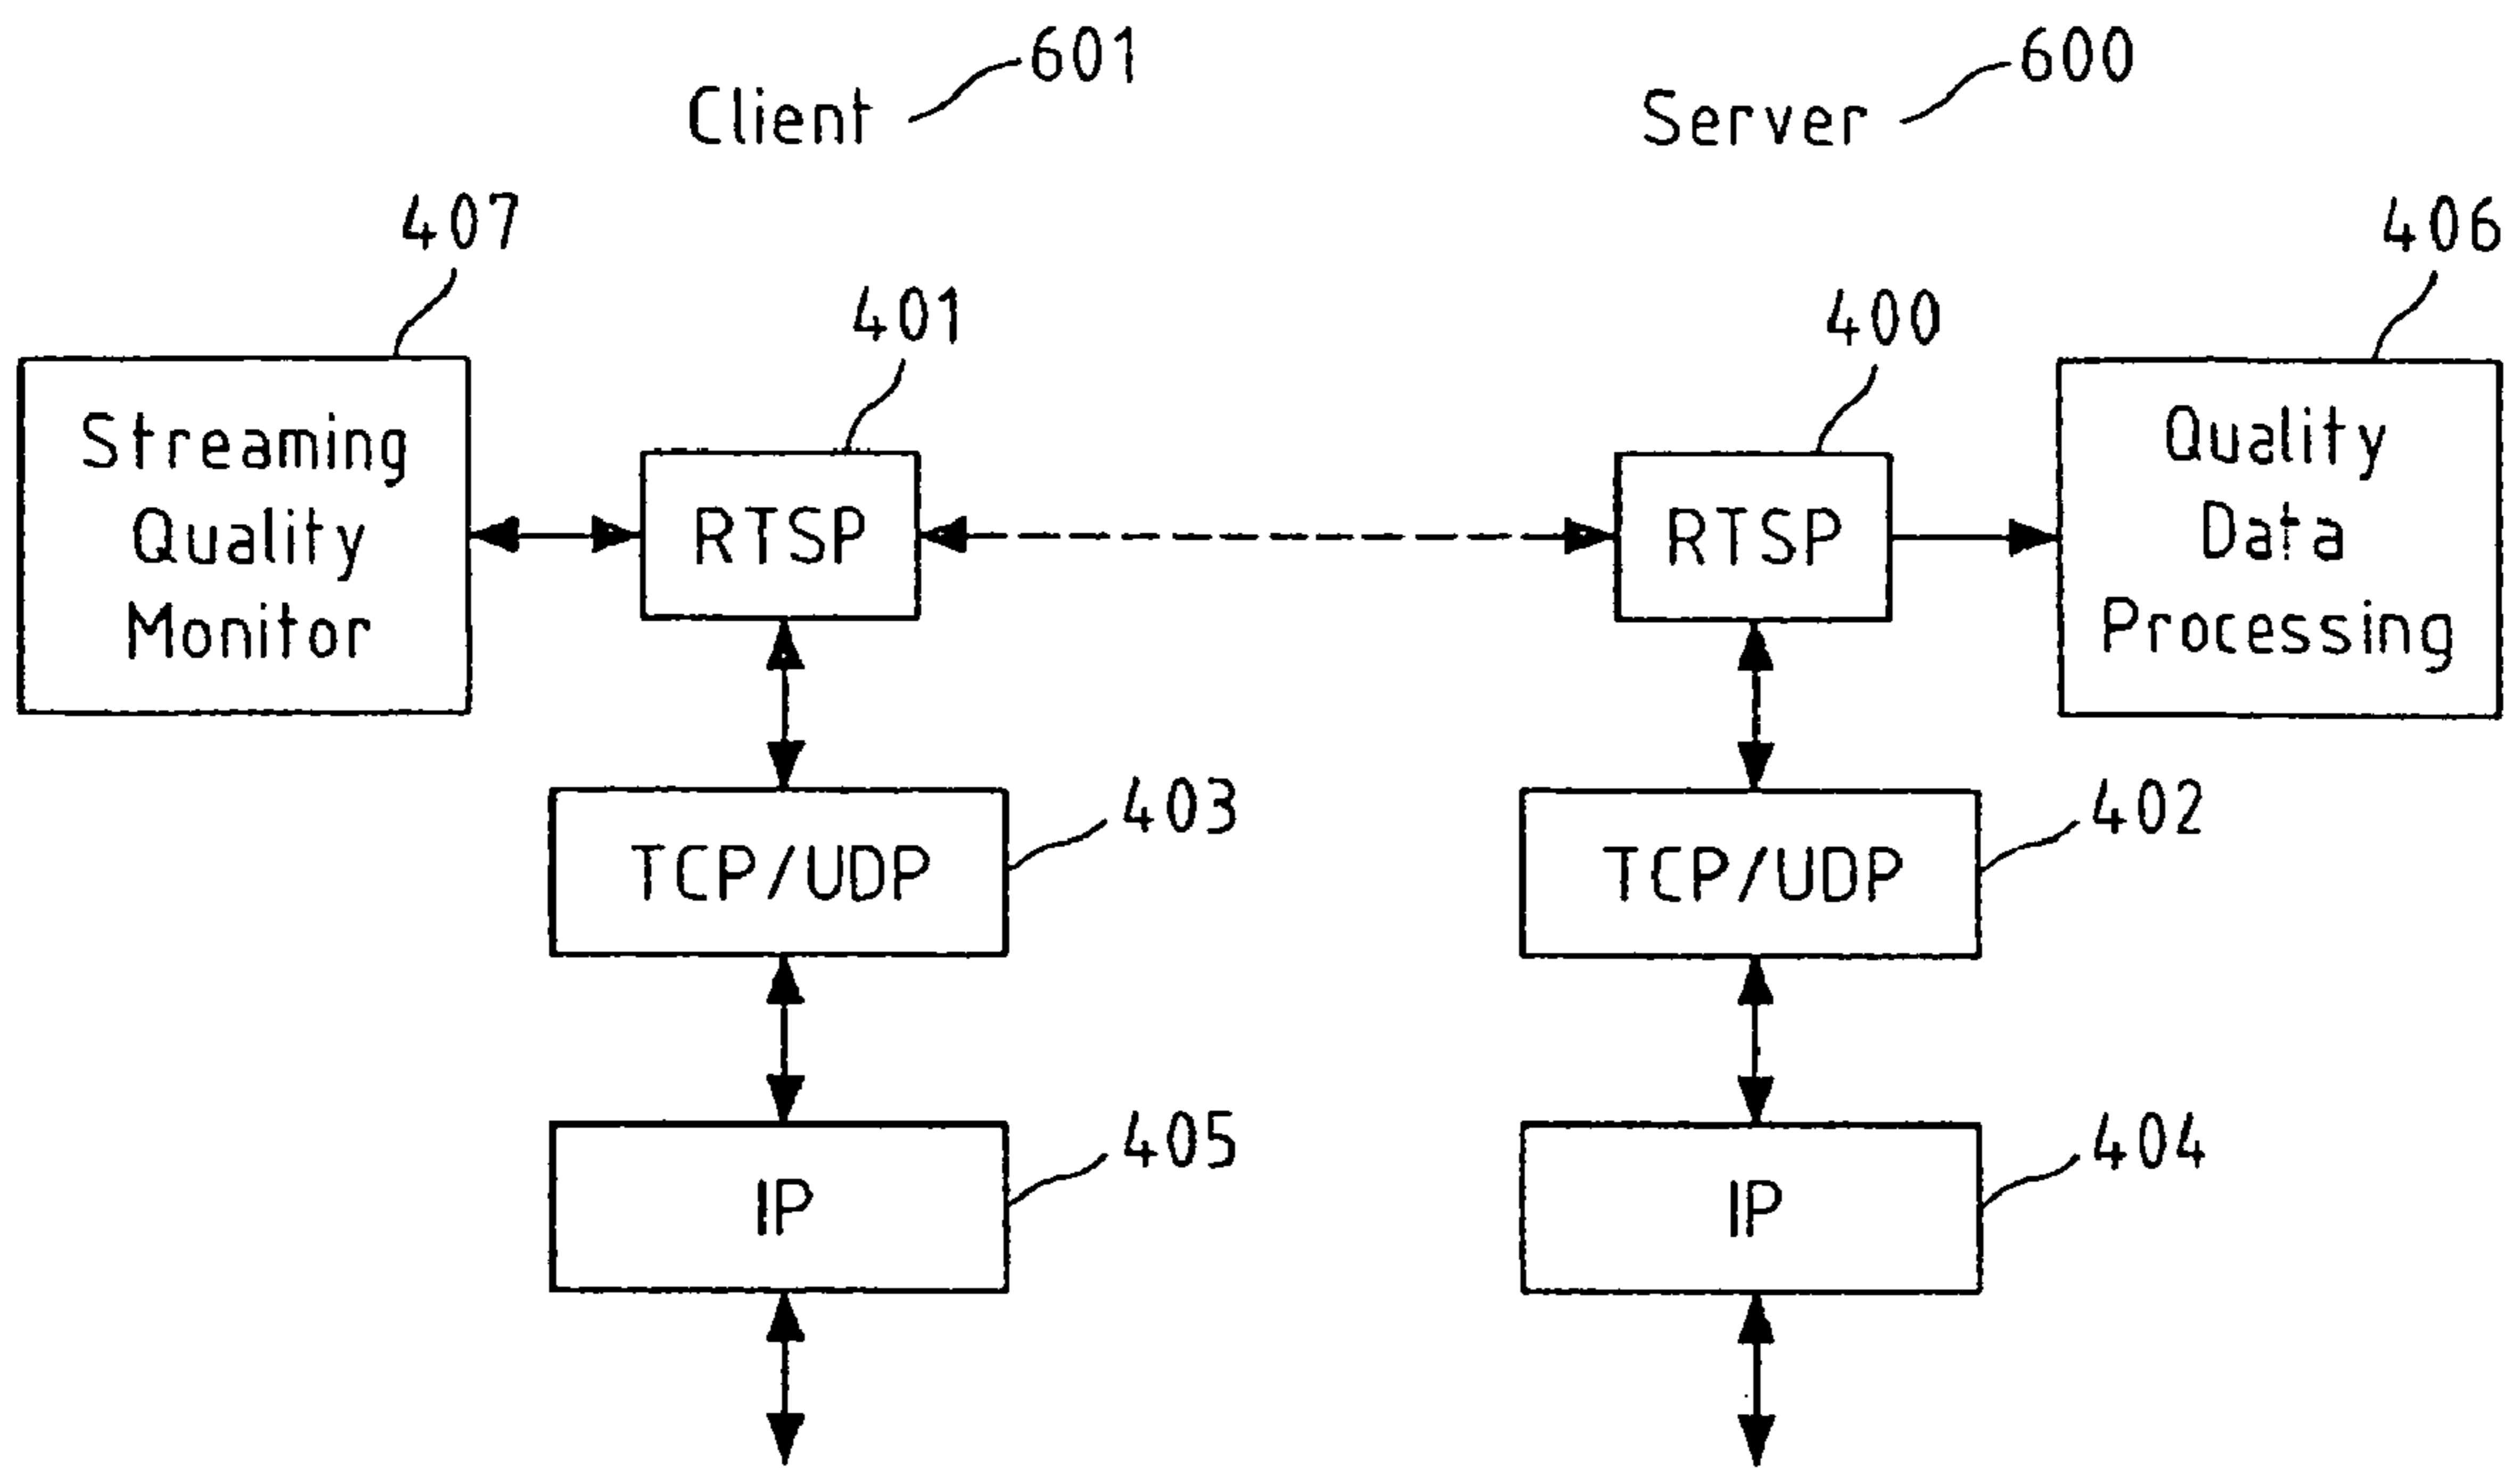 601
Client
600
Server
407
406
401
400
Streaming
Quality
Monitor
RTSP
RTSP
Quality
Data
Processing
403
TCP/UDP
402
TCP/UDP
405
IP
404
IP